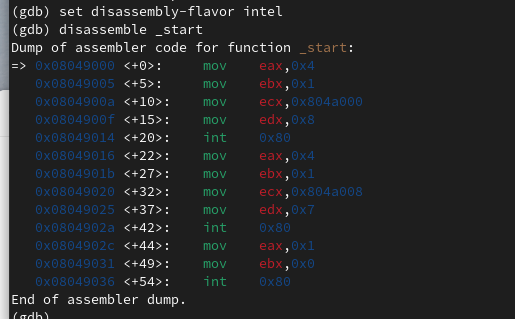 (gdb) set disassembly-flavor intel
(gdb) disassemble _start
Dump of assembler code for function _start:
=> 0x08049000 <+0>:     mov    eax,0x4
   0x08049005 <+5>:     mov    ebx,0x1
   0x0804900a <+10>:    mov    ecx,0x804a000
   0x0804900f <+15>:    mov    edx,0x8
   0x08049014 <+20>:    int    0x80
   0x08049016 <+22>:    mov    eax,0x4
   0x0804901b <+27>:    mov    ebx,0x1
   0x08049020 <+32>:    mov    ecx,0x804a008
   0x08049025 <+37>:    mov    edx,0x7
   0x0804902a <+42>:    int    0x80
   0x0804902c <+44>:    mov    eax,0x1
   0x08049031 <+49>:    mov    ebx,0x0
   0x08049036 <+54>:    int    0x80
End of assembler dump.
(gdb)